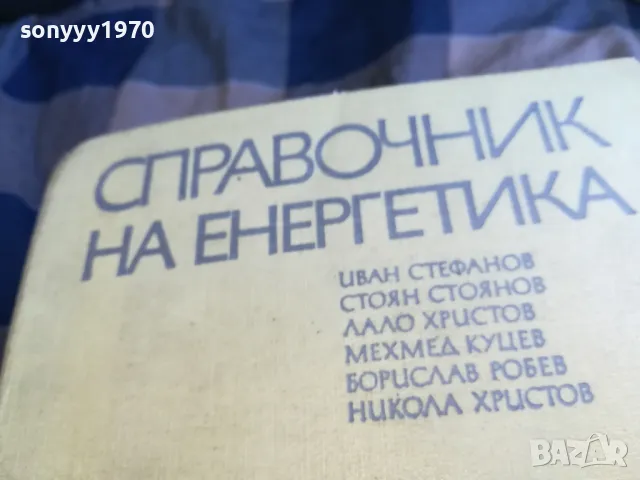 sonyyy1970
СПРАВОЧНИК
НА ЕНЕРГЕТИКА
ИВАН СТЕФАНОВ
СТОЯН СТОЯНОВ
ЛАЛО ХРИСТОВ
МЕХМЕД КУЦЕВ
БОРИСЛАВ РОБЕВ
НИКОЛА ХРИСТОВ
BAZAR